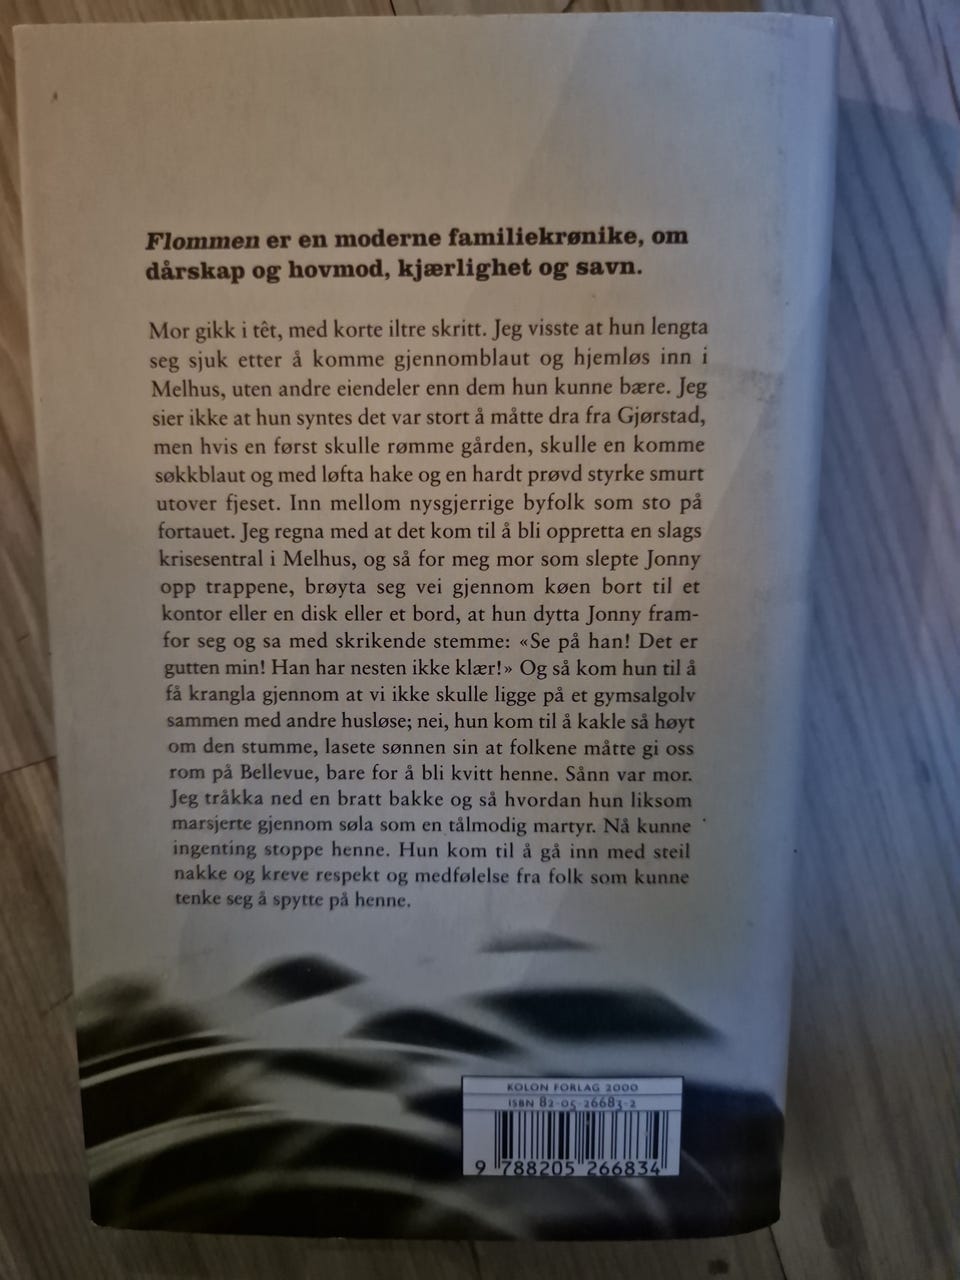 Flommen er en moderne familiekrønike, om
dårskap og hovmod, kjærlighet og savn.
Mor gikk i têt, med korte iltre skritt. Jeg visste at hun lengta
seg sjuk etter å komme gjennomblaut og hjemløs inn i
Melhus, uten andre eiendeler enn dem hun kunne bære. Jeg
sier ikke at hun syntes det var stort å måtte dra fra Gjørstad,
men hvis en først skulle rømme gården, skulle en komme
søkkblaut og med løfta hake og en hardt prøvd styrke smurt
utover fjeset. Inn mellom nysgjerrige byfolk som sto på
fortauet. Jeg regna med at det kom til å bli oppretta en slags
krisesentral i Melhus, og så for meg mor som slepte Jonny
opp trappene, brøyta seg vei gjennom køen bort til et
kontor eller en disk eller et bord, at hun dytta Jonny fram-
for seg og sa med skrikende stemme: «Se på han! Det er
gutten min! Han har nesten ikke klær!» Og så kom hun til å
få krangla gjennom at vi ikke skulle ligge på et gymsalgolv
sammen med andre husløse; nei, hun kom til å kakle så høyt
om den stumme, lasete sønnen sin at folkene måtte gi oss
rom på Bellevue, bare for å bli kvitt henne. Sånn var mor.
Jeg tråkka ned en bratt bakke og så hvordan hun liksom
marsjerte gjennom søla som en tålmodig martyr. Nå kunne
ingenting stoppe henne. Hun kom til å gå inn med steil
nakke og kreve respekt og medfølelse fra folk som kunne
tenke seg å spytte på henne.
KOLON FORLAG 2000
ISBN 82-05-26683-2
9 788205 266834